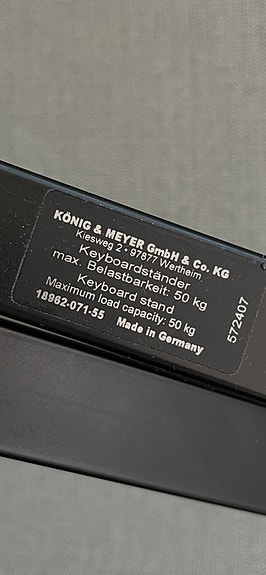 KÖNIG & MEYER GmbH & Co. KG
Kiesweg 2 • 97877 Wertheim
Keyboardständer
max. Belastbarkeit: 50 kg
Keyboard stand
Maximum load capacity: 50 kg
18962-071-55 Made in Germany
572407